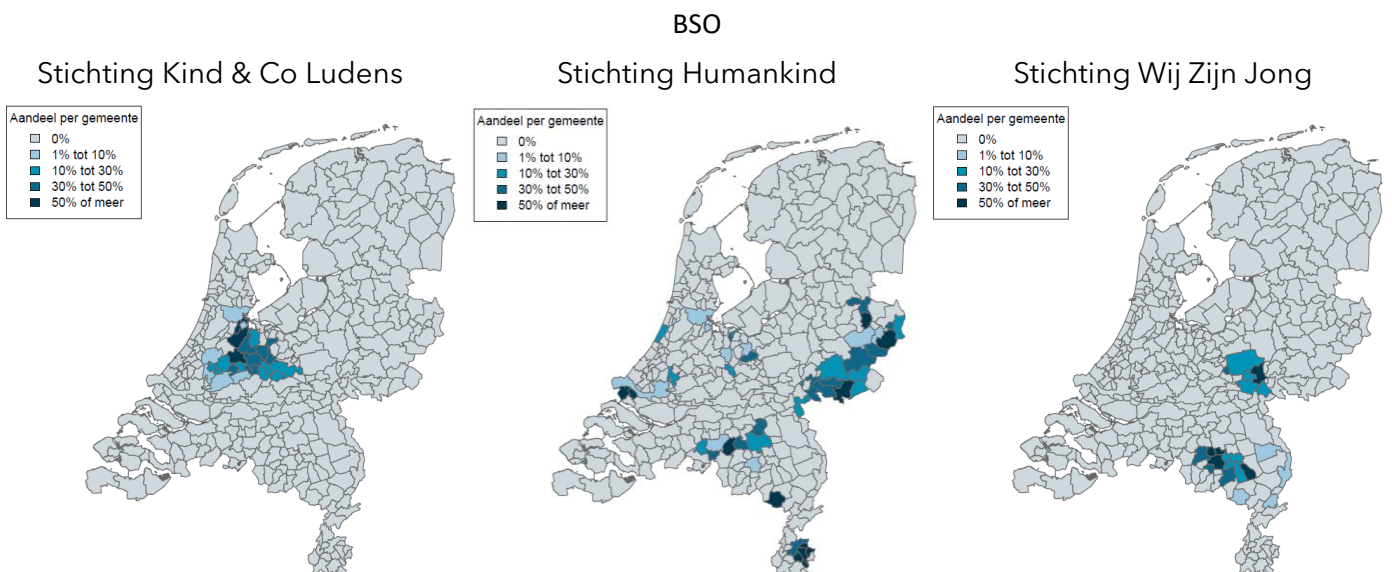 BSO
Stichting Kind & Co Ludens
Aandeel per gemeente
0%
1% tot 10%
10% tot 30%
30% tot 50%
50% of meer
Stichting Humankind
Aandeel per gemeente
0%
1% tot 10%
10% tot 30%
30% tot 50%
50% of meer
Stichting Wij Zijn Jong
Aandeel per gemeente
0%
1% tot 10%
10% tot 30%
30% tot 50%
50% of meer